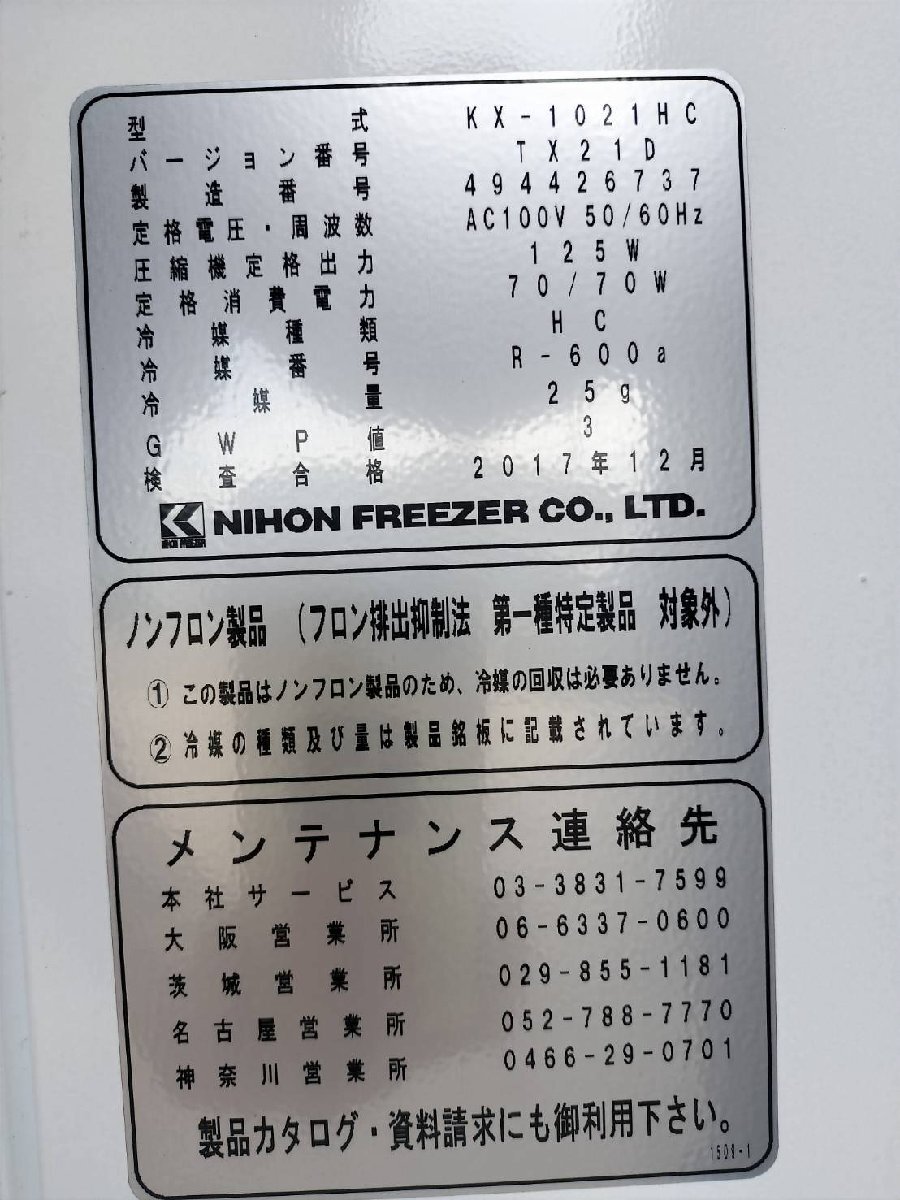 型式 KX-1021HC
バージョン番号 TX21D
製造番号 494426737
定格電圧・周波数 AC100V 50/60Hz
圧縮機定格出力 125W
定格消費電力 70/70W
冷媒種類 HC
冷媒番号 R-600a
冷媒量 25g
GWP値 3
検査合格 2017年12月
NIHON FREEZER CO., LTD.
ノンフロン製品 (フロン排出抑制法 第一種特定製品 対象外)
① この製品はノンフロン製品のため、冷媒の回収は必要ありません。
② 冷媒の種類及び量は製品銘板に記載されています。
メンテナンス連絡先
本社サービス 03-3831-7599
大阪営業所 06-6337-0600
茨城営業所 029-855-1181
名古屋営業所 052-788-7770
神奈川営業所 0466-29-0701
製品カタログ・資料請求にも御利用下さい。